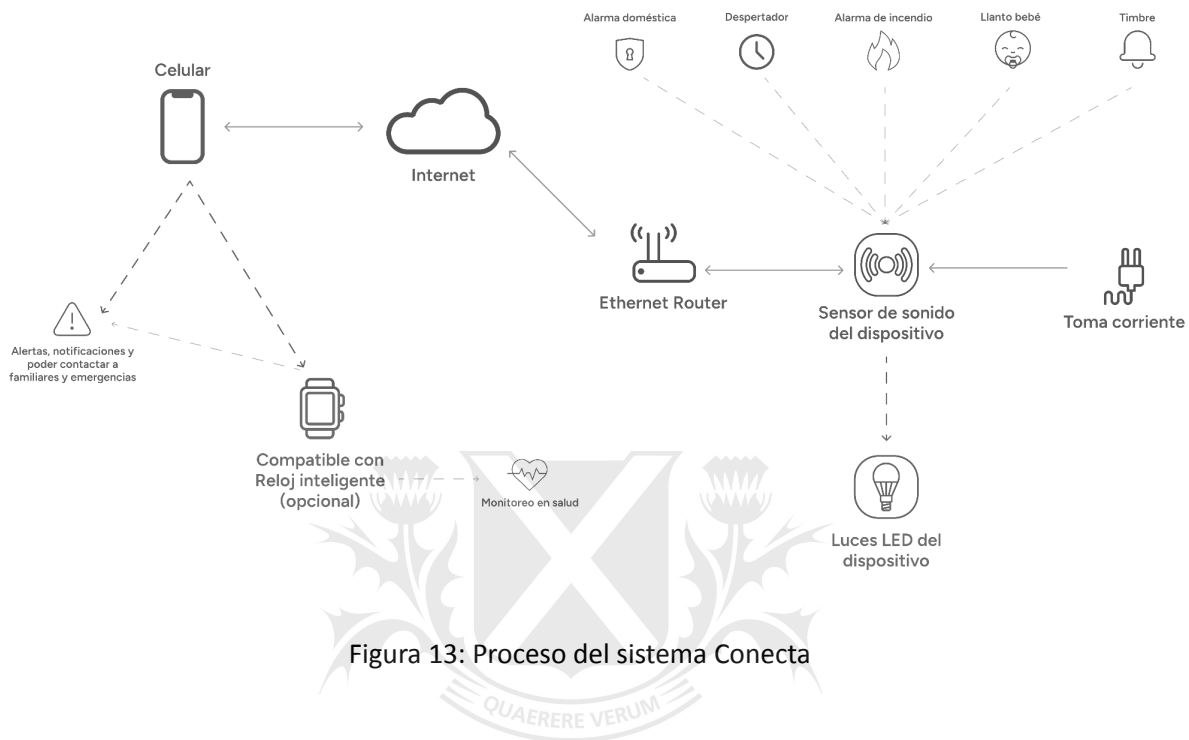 Alarma doméstica
Despertador
Alarma de incendio
Llanto bebé
Timbre
Celular
Internet
Ethernet Router
Sensor de sonido
del dispositivo
Toma corriente
Alertas, notificaciones y
poder contactar a
familiares y emergencias
Compatible con
Reloj inteligente
(opcional)
Monitoreo en salud
Luces LED del
dispositivo
Figura 13: Proceso del sistema Conecta
QUAERERE VERUM